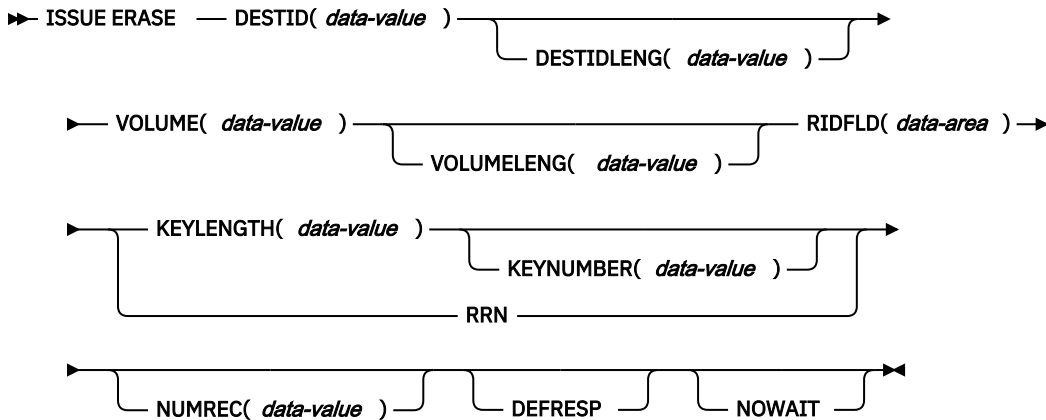 ISSUE ERASE DESTID( data-value )
DESTIDLENG( data-value )
VOLUME( data-value ) RIDFLD( data-area )
VOLUMELENG( data-value )
KEYLENGTH( data-value )
KEYNUMBER( data-value )
RRN
NUMREC( data-value ) DEFRESP NOWAIT